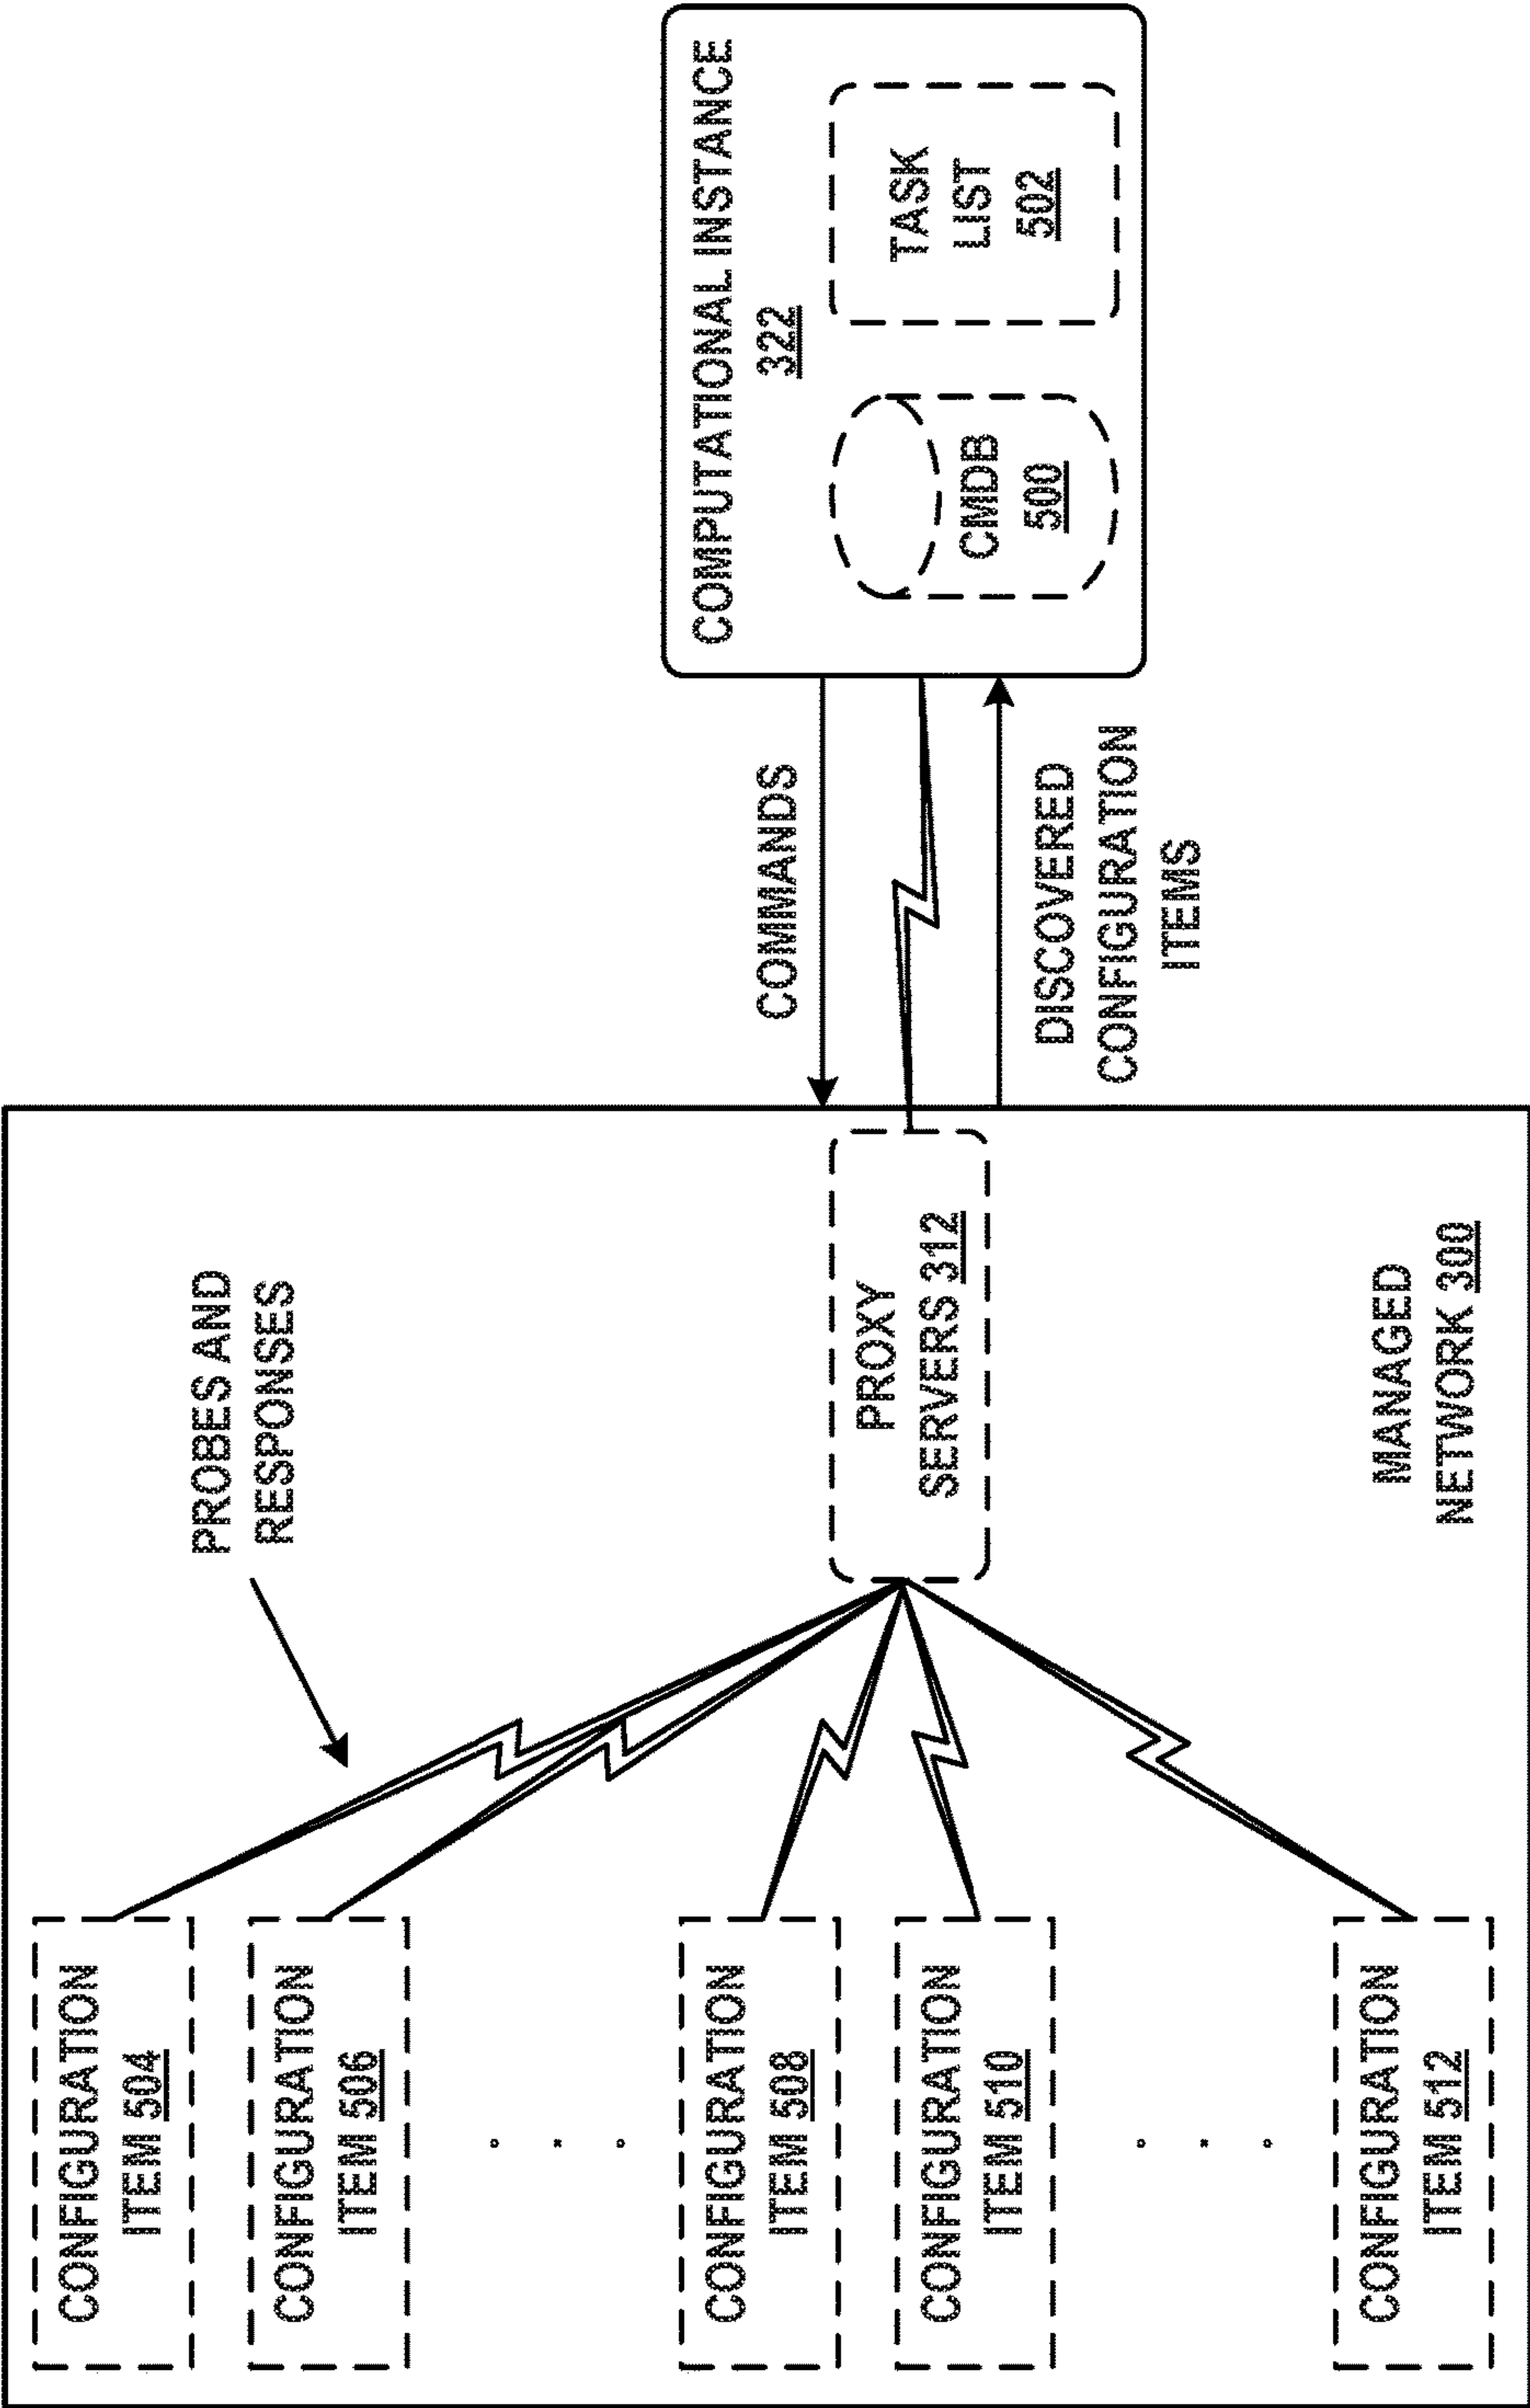 CONFIGURATION
ITEM 504
CONFIGURATION
ITEM 506
CONFIGURATION
ITEM 508
CONFIGURATION
ITEM 510
CONFIGURATION
ITEM 512
PROBES AND
RESPONSES
PROXY
SERVERS 312
MANAGED
NETWORK 300
COMMANDS
DISCOVERED
CONFIGURATION
ITEMS
COMPUTATIONAL INSTANCE
322
CMDB
500
TASK
LIST
502